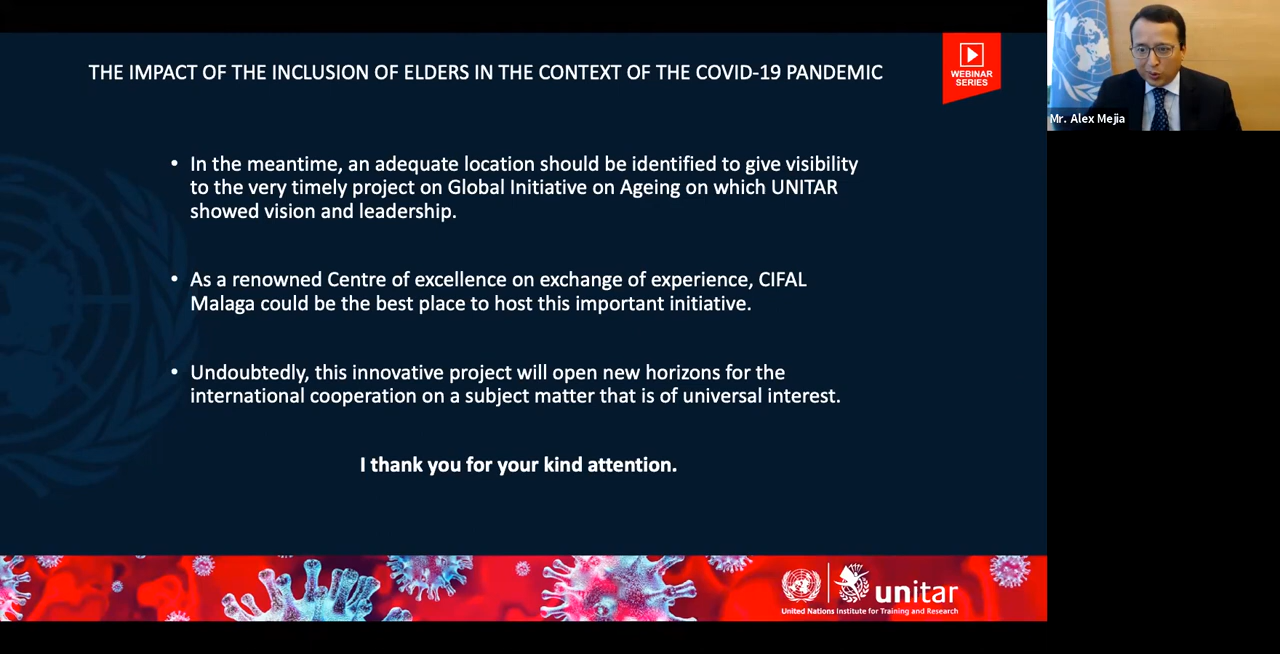 THE IMPACT OF THE INCLUSION OF ELDERS IN THE CONTEXT OF THE COVID-19 PANDEMIC
WEBINAR
SERIES
Mr. Alex Mejia
• In the meantime, an adequate location should be identified to give visibility
to the very timely project on Global Initiative on Ageing on which UNITAR
showed vision and leadership.
• As a renowned Centre of excellence on exchange of experience, CIFAL
Malaga could be the best place to host this important initiative.
• Undoubtedly, this innovative project will open new horizons for the
international cooperation on a subject matter that is of universal interest.
I thank you for your kind attention.
unitar
United Nations Institute for Training and Research